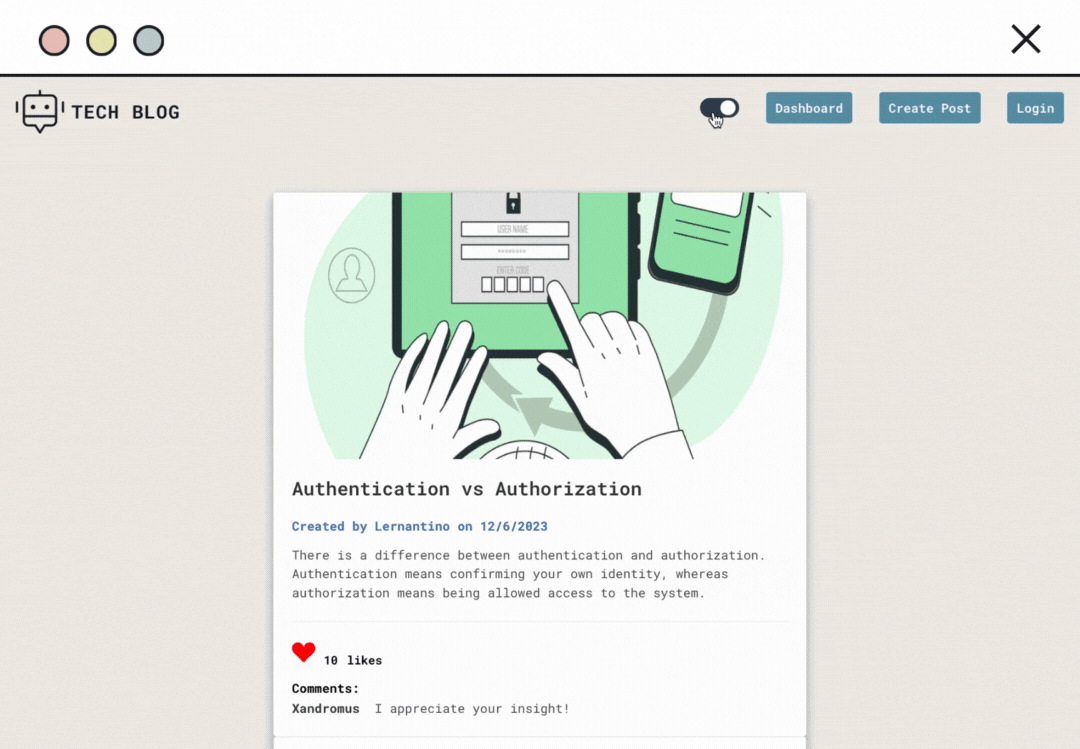 TECH BLOG
Dashboard
Create Post
Login
USER NAME
ENTER CODE
Authentication vs Authorization
Created by Lernantino on 12/6/2023
There is a difference between authentication and authorization.
Authentication means confirming your own identity, whereas
authorization means being allowed access to the system.
10 likes
Comments:
Xandromus I appreciate your insight!